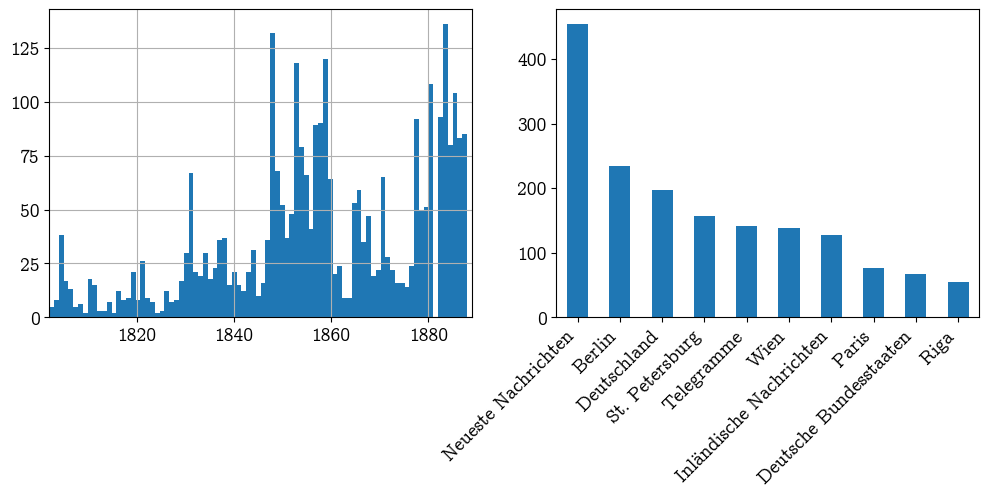 125
100
75
50
25
0
1820
1840
1860
1880
400
300
200
100
0
Neueste Nachrichten
Berlin
Deutschland
St. Petersburg
Telegramme
Wien
Inländische Nachrichten
Paris
Deutsche Bundesstaaten
Riga